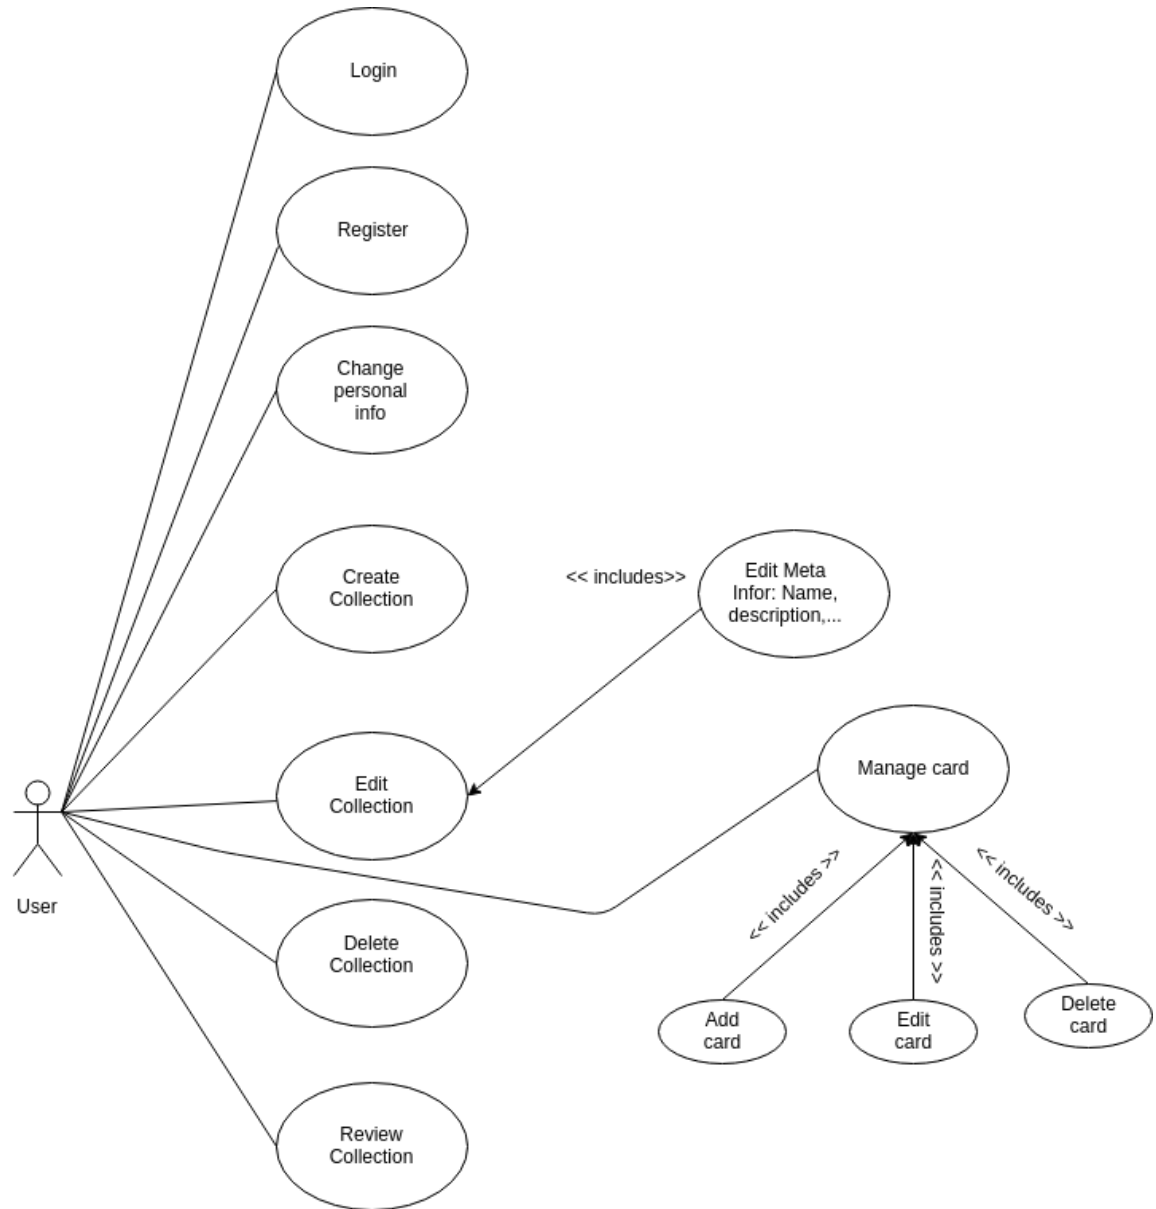 Login
Register
Change
personal
info
Create
Collection
<< includes>>
Edit Meta
Infor: Name,
description,...
Edit
Collection
Manage card
User
<< includes >>
<< includes >>
<< includes >>
Delete
Collection
Add
card
Edit
card
Delete
card
Review
Collection